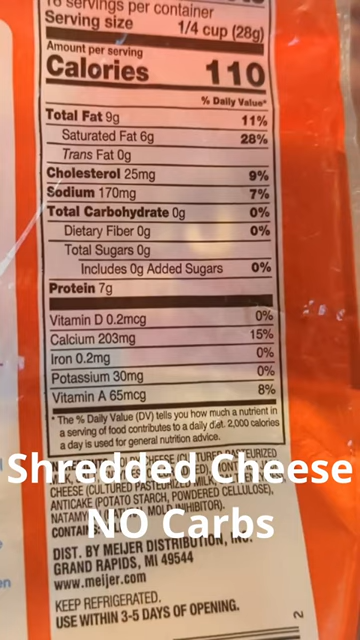 16 servings per container
Serving size 1/4 cup (28g)
Amount per serving
Calories 110
% Daily Value*
Total Fat 9g 11%
Saturated Fat 6g 28%
Trans Fat 0g
Cholesterol 25mg 9%
Sodium 170mg 7%
Total Carbohydrate 0g 0%
Dietary Fiber 0g 0%
Total Sugars 0g
Includes 0g Added Sugars 0%
Protein 7g
Vitamin D 0.2mcg 0%
Calcium 203mg 15%
Iron 0.2mg 0%
Potassium 30mg 0%
Vitamin A 65mcg 8%
* The % Daily Value (DV) tells you how much a nutrient in
a serving of food contributes to a daily diet. 2,000 calories
a day is used for general nutrition advice.
Shredded Cheese
CHEESE (CULTURED PASTEURIZED MILK
ANTICAKE (POTATO STARCH, POWDERED CELLULOSE),
NO Carbs
DIST. BY MEIJER DISTRIBUTION, INC.
GRAND RAPIDS, MI 49544
www.meijer.com
KEEP REFRIGERATED.
USE WITHIN 3-5 DAYS OF OPENING.
2